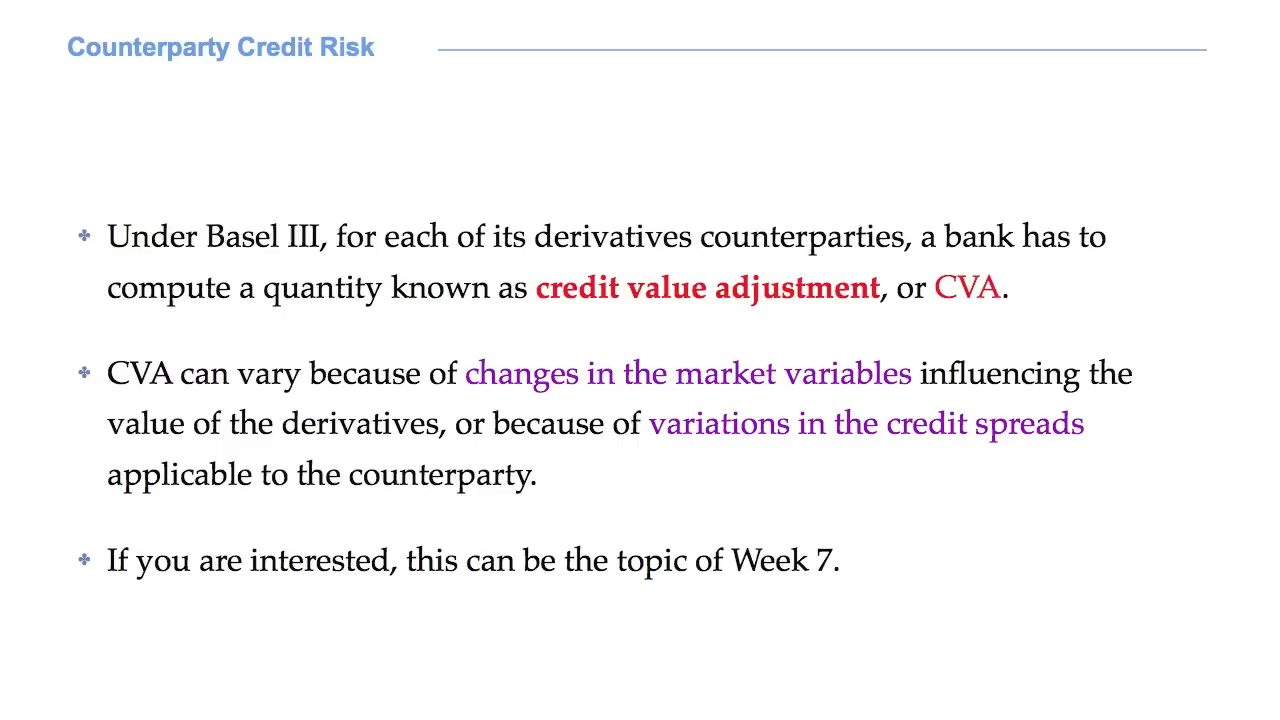 Counterparty Credit Risk
Under Basel III, for each of its derivatives counterparties, a bank has to
compute a quantity known as credit value adjustment, or CVA.
CVA can vary because of changes in the market variables influencing the
value of the derivatives, or because of variations in the credit spreads
applicable to the counterparty.
If you are interested, this can be the topic of Week 7.